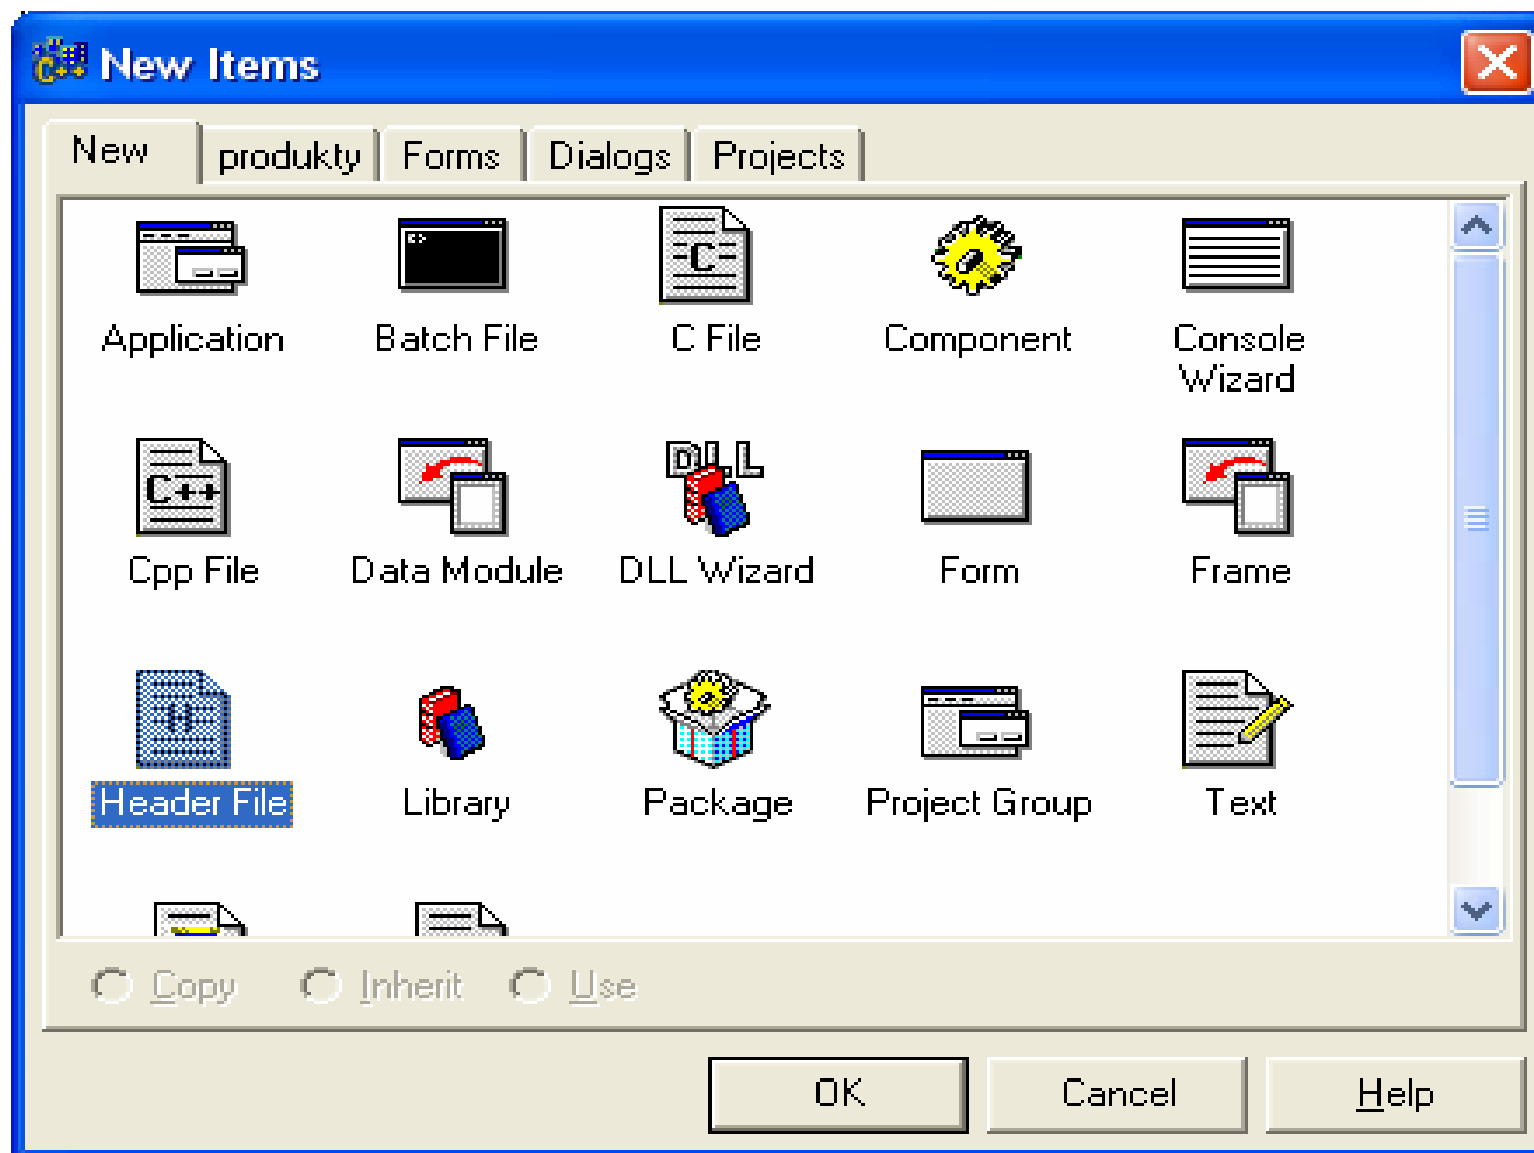 New Items
New produkty Forms Dialogs Projects
Application Batch File C File Component Console
Wizard
Cpp File Data Module DLL Wizard Form Frame
Header File Library Package Project Group Text
Copy Inherit Use
OK Cancel Help